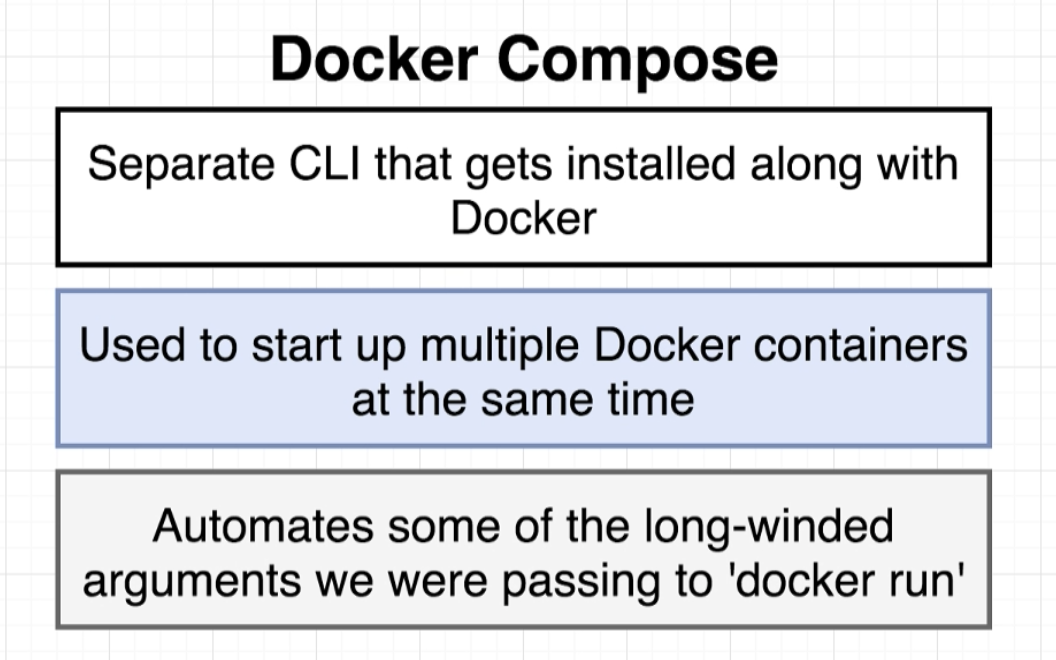 Docker Compose
Separate CLI that gets installed along with
Docker
Used to start up multiple Docker containers
at the same time
Automates some of the long-winded
arguments we were passing to 'docker run'